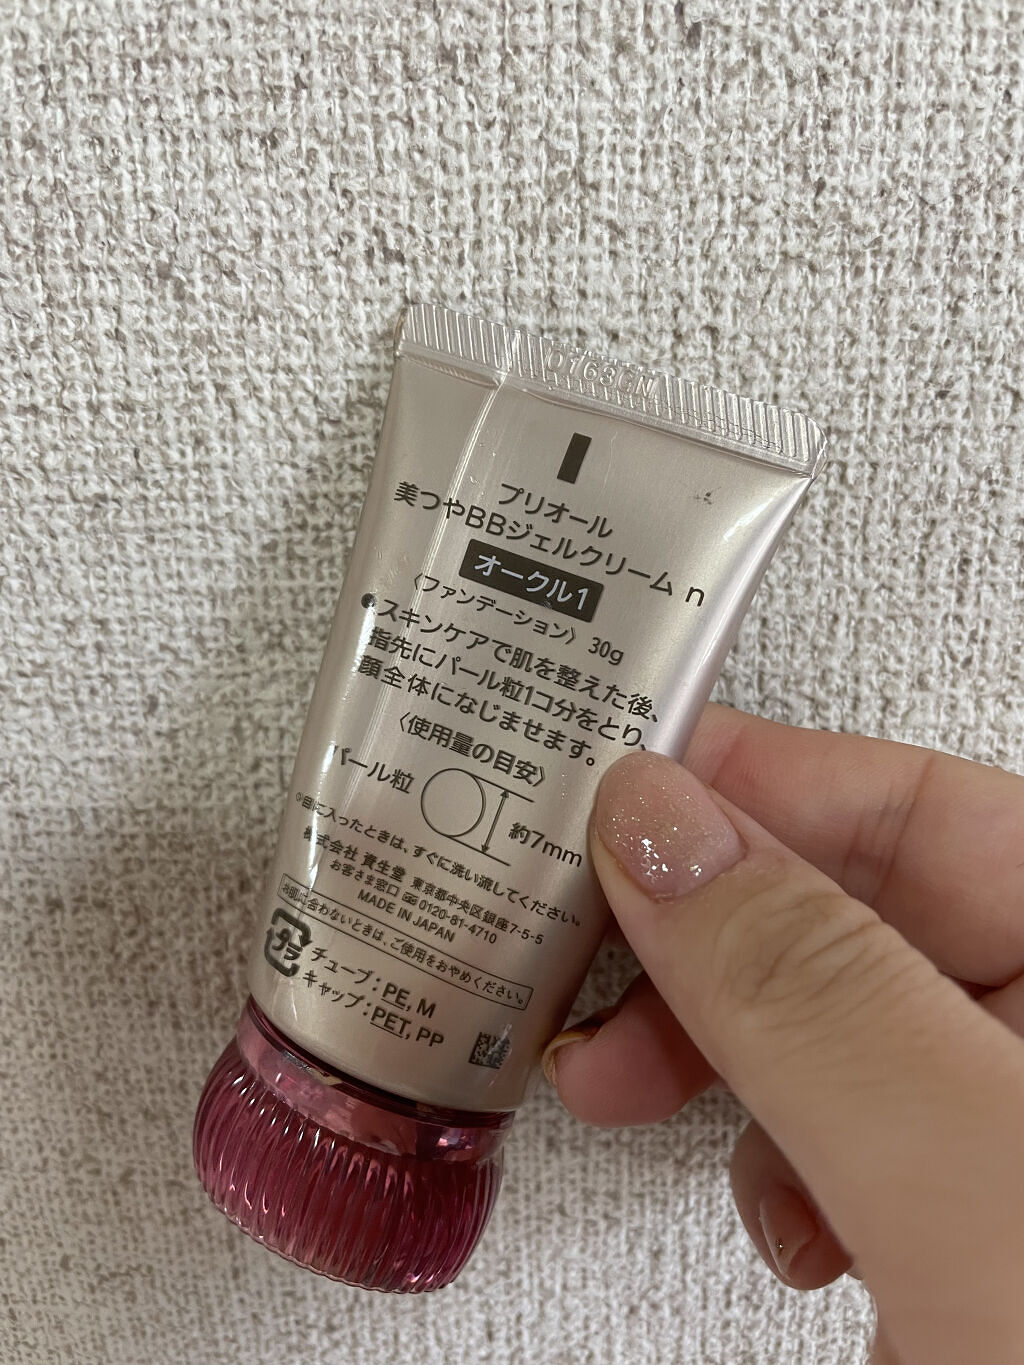 0163GN
プリオール
美つやBBジェルクリーム n
オークル1
〈ファンデーション〉 30g
●スキンケアで肌を整えた後、
指先にパール粒1コ分をとり、
顔全体になじませます。
〈使用量の目安〉
パール粒 約7mm
◎目に入ったときは、すぐに洗い流してください。
株式会社 資生堂 東京都中央区銀座7-5-5
お客さま窓口 0120-81-4710
MADE IN JAPAN
お肌に合わないときは、ご使用をおやめください。
プラ チューブ:PE, M
キャップ:PET, PP